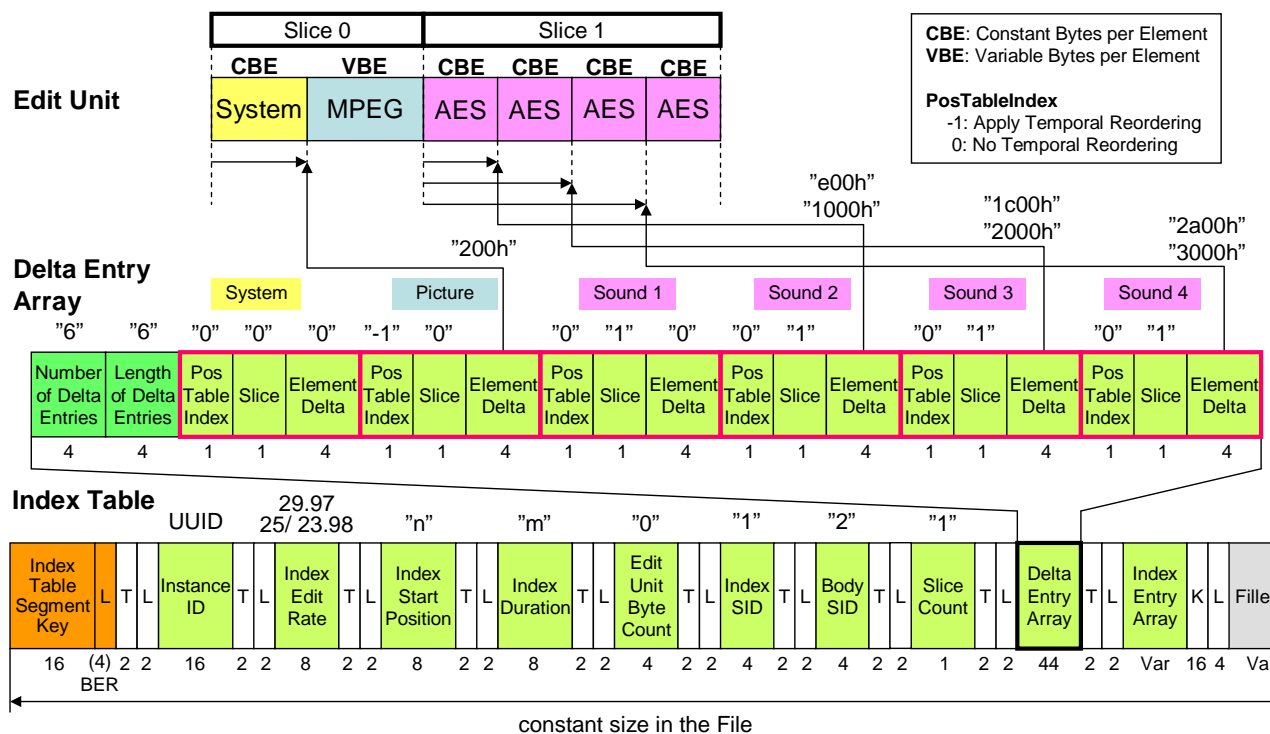 Slice 0 Slice 1
CBE: Constant Bytes per Element
VBE: Variable Bytes per Element
PosTableIndex
-1: Apply Temporal Reordering
0: No Temporal Reordering
CBE VBE CBE CBE CBE CBE
Edit Unit
System MPEG AES AES AES AES
"e00h"
"1000h"
"1c00h"
"2000h"
"2a00h"
"3000h"
"200h"
Delta Entry
Array
System Picture Sound 1 Sound 2 Sound 3 Sound 4
"6" "6" "0" "0" "0" "-1" "0" "0" "1" "0" "0" "1" "0" "1" "0" "1"
Number of Delta Entries Length of Delta Entries Pos Table Index Slice Element Delta Pos Table Index Slice Element Delta Pos Table Index Slice Element Delta Pos Table Index Slice Element Delta Pos Table Index Slice Element Delta Pos Table Index Slice Element Delta
4 4 1 1 4 1 1 4 1 1 4 1 1 4 1 1 4 1 1 4
Index Table
UUID 29.97 25/ 23.98 "n" "m" "0" "1" "2" "1"
Index Table Segment Key L T L Instance ID T L Index Edit Rate T L Index Start Position T L Index Duration T L Edit Unit Byte Count T L Index SID T L Body SID T L Slice Count T L Delta Entry Array T L Index Entry Array K L Fille
16 (4) BER 2 2 16 2 2 8 2 2 8 2 2 8 2 2 4 2 2 4 2 2 4 2 2 1 2 2 44 2 2 Var 16 4 Va
constant size in the File